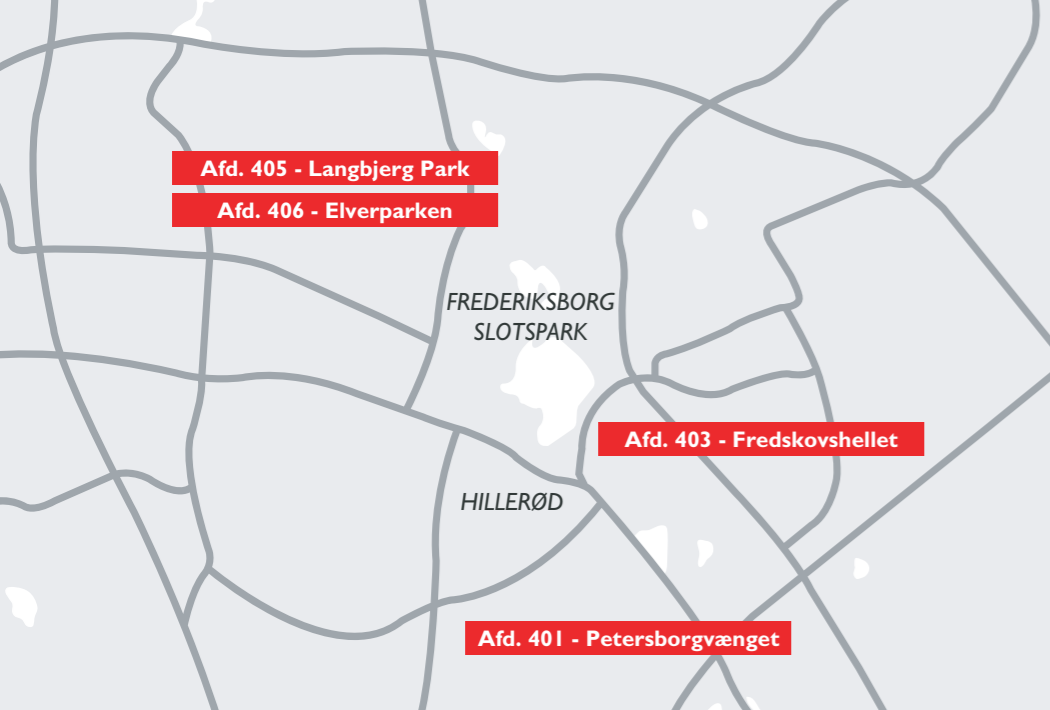 Afd. 405 - Langbjerg Park
Afd. 406 - Elverparken
FREDERIKSBORG
SLOTSPARK
Afd. 403 - Fredskovshellet
HILLERØD
Afd. 401 - Petersborgvænget